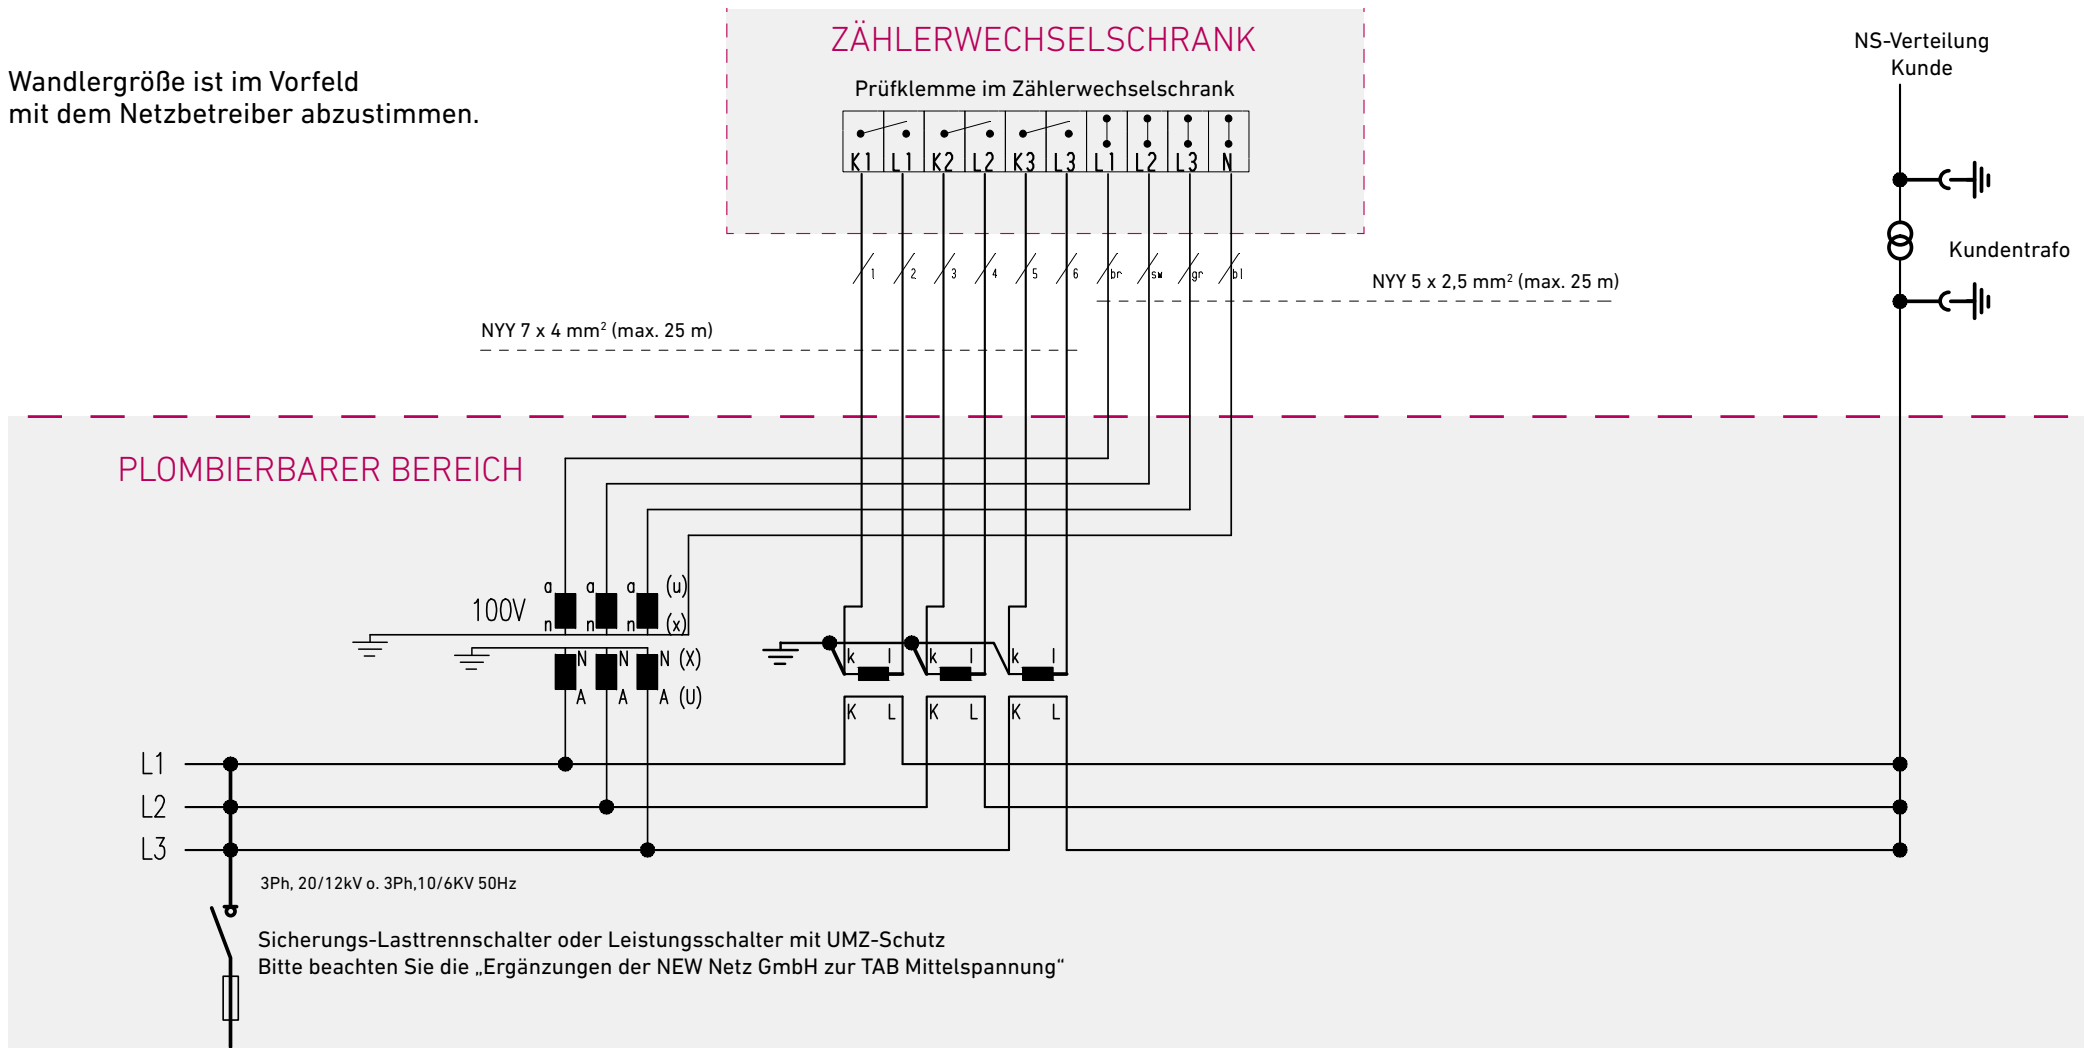 ZÄHLERWECHSELSCHRANK
Prüfklemme im Zählerwechselschrank
K1 L1 K2 L2 K3 L3 L1 L2 L3 N
Wandlergröße ist im Vorfeld
mit dem Netzbetreiber abzustimmen.
NS-Verteilung
Kunde
Kundentrafo
1 2 3 4 5 6 br sw gr bl
NYY 5 x 2,5 mm² (max. 25 m)
NYY 7 x 4 mm² (max. 25 m)
PLOMBIERBARER BEREICH
a a a (u)
100V
n n n (x)
N N N (X)
A A A (U)
k l k l k l
K L K L K L
L1
L2
L3
3Ph, 20/12kV o. 3Ph,10/6KV 50Hz
Sicherungs-Lasttrennschalter oder Leistungsschalter mit UMZ-Schutz
Bitte beachten Sie die „Ergänzungen der NEW Netz GmbH zur TAB Mittelspannung“